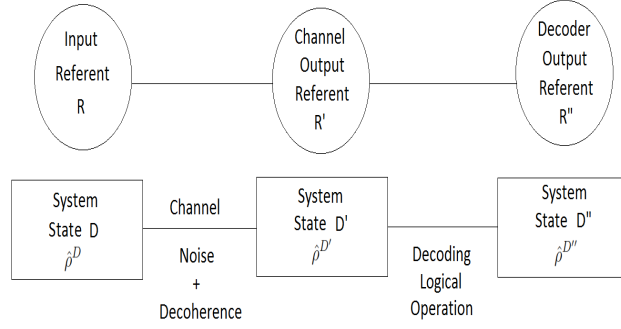 Input
Referent
R
Channel
Output
Referent
R'
Decoder
Output
Referent
R"
System
State D
ρ̂^D
Channel
Noise
+
Decoherence
System
State D'
ρ̂^D'
Decoding
Logical
Operation
System
State D"
ρ̂^D''